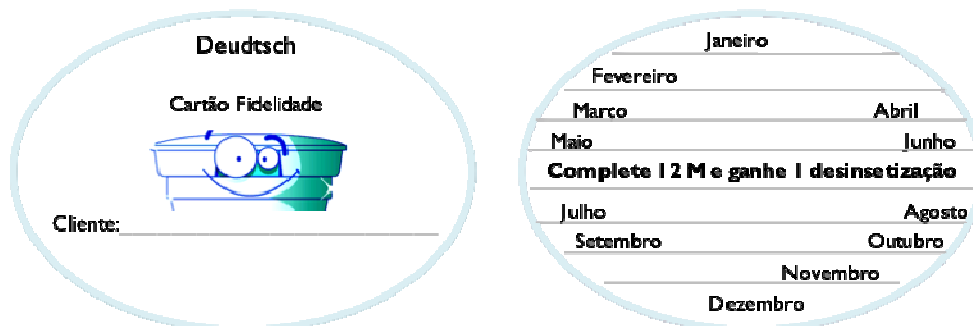 Deudtsch
Cartão Fidelidade
Cliente:
Janeiro
Fevereiro
Marco Abril
Maio Junho
Complete 12 M e ganhe 1 desinsetização
Julho Agosto
Setembro Outubro
Novembro
Dezembro